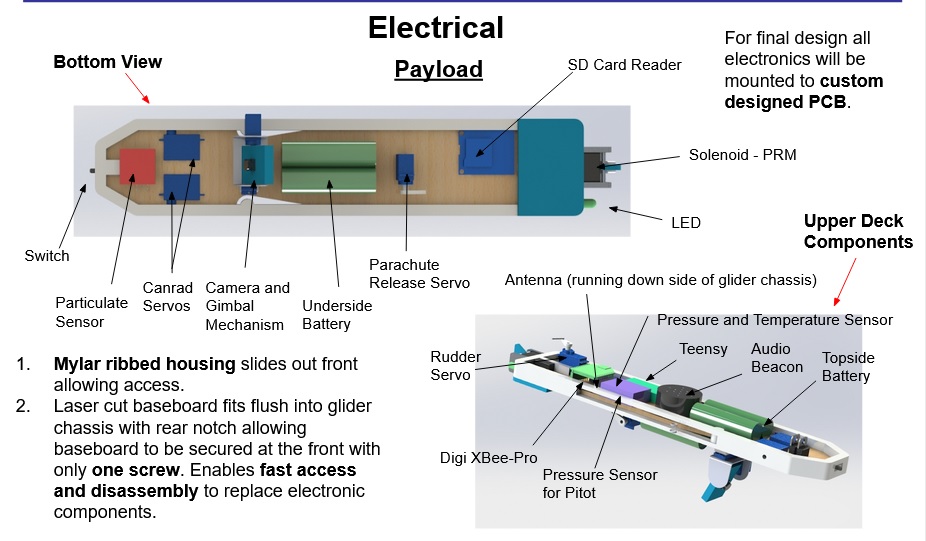 Electrical
Payload
For final design all
electronics will be
mounted to custom
designed PCB.
Bottom View
SD Card Reader
Solenoid - PRM
LED
Switch
Particulate
Sensor
Canrad
Servos
Camera and
Gimbal
Mechanism
Underside
Battery
Parachute
Release Servo
Upper Deck
Components
Antenna (running down side of glider chassis)
Pressure and Temperature Sensor
Rudder
Servo
Teensy
Audio
Beacon
Topside
Battery
Digi XBee-Pro
Pressure Sensor
for Pitot
1. Mylar ribbed housing slides out front
allowing access.
2. Laser cut baseboard fits flush into glider
chassis with rear notch allowing
baseboard to be secured at the front with
only one screw. Enables fast access
and disassembly to replace electronic
components.